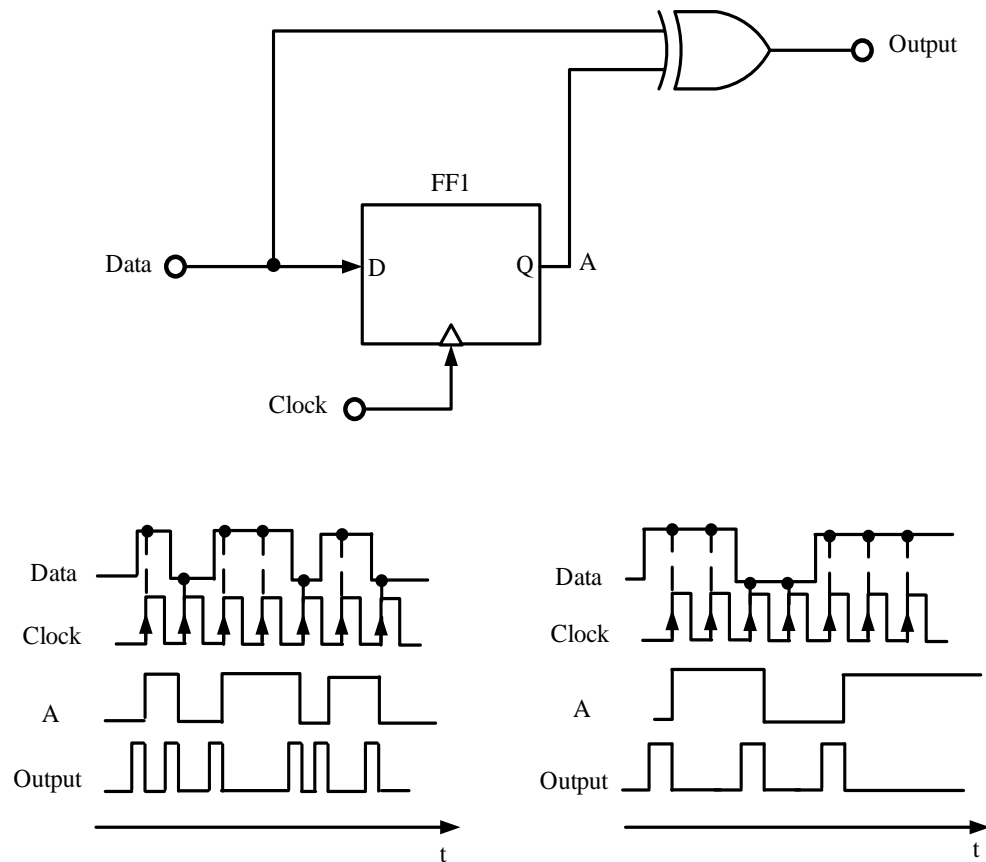 Output
FF1
Data
D
Q
A
Clock
Data
Clock
A
Output
t
Data
Clock
A
Output
t